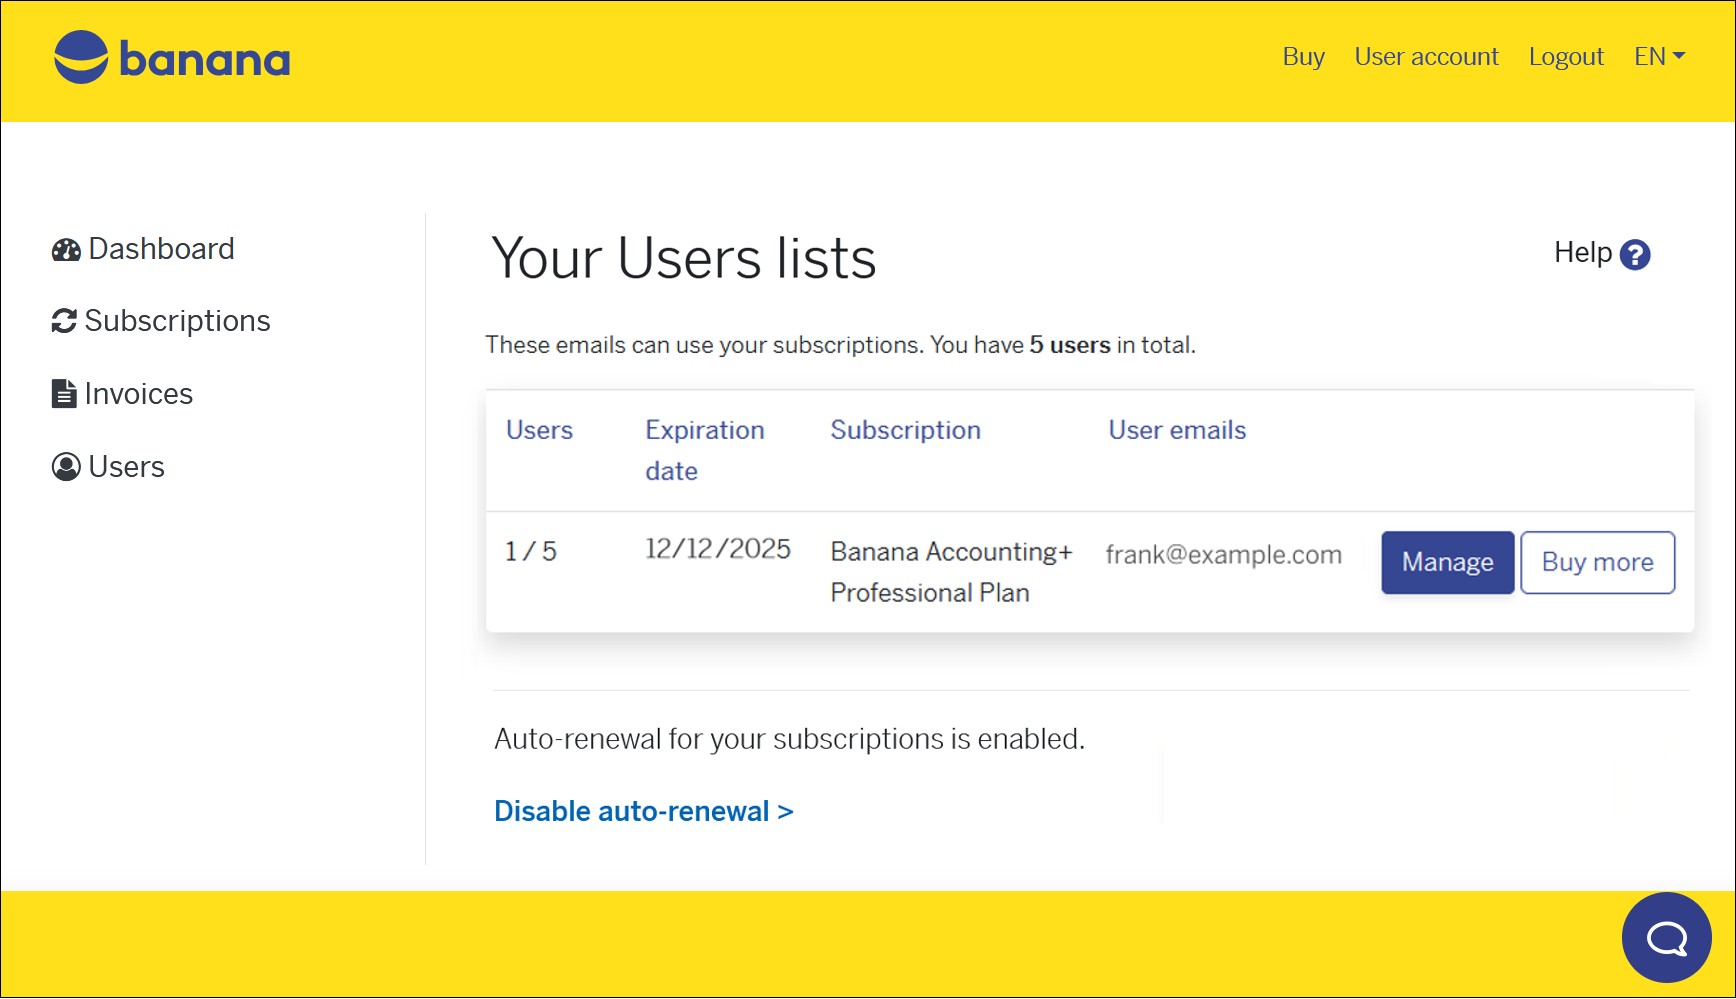 banana
Buy User account Logout EN
Dashboard
Subscriptions
Invoices
Users
Your Users lists
Help ?
These emails can use your subscriptions. You have 5 users in total.
Users Expiration date Subscription User emails
1 / 5 12/12/2025 Banana Accounting+ Professional Plan frank@example.com Manage Buy more
Auto-renewal for your subscriptions is enabled.
Disable auto-renewal >